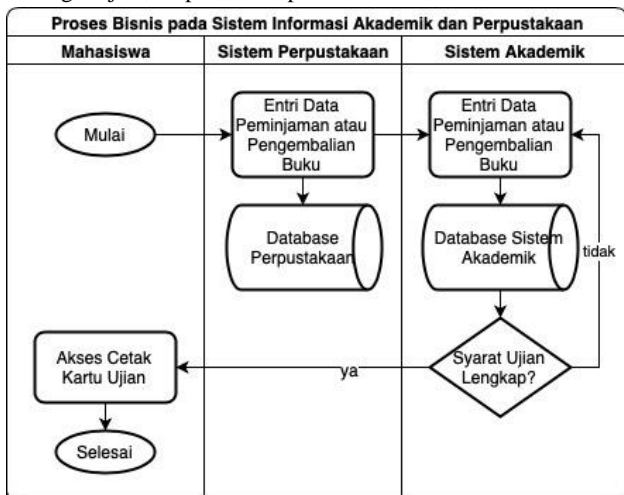 Proses Bisnis pada Sistem Informasi Akademik dan Perpustakaan
Mahasiswa
Sistem Perpustakaan
Sistem Akademik
Mulai
Entri Data
Peminjaman atau
Pengembalian
Buku
Entri Data
Peminjaman atau
Pengembalian
Buku
Database
Perpustakaan
Database Sistem
Akademik
tidak
Akses Cetak
Kartu Ujian
ya
Syarat Ujian
Lengkap?
Selesai